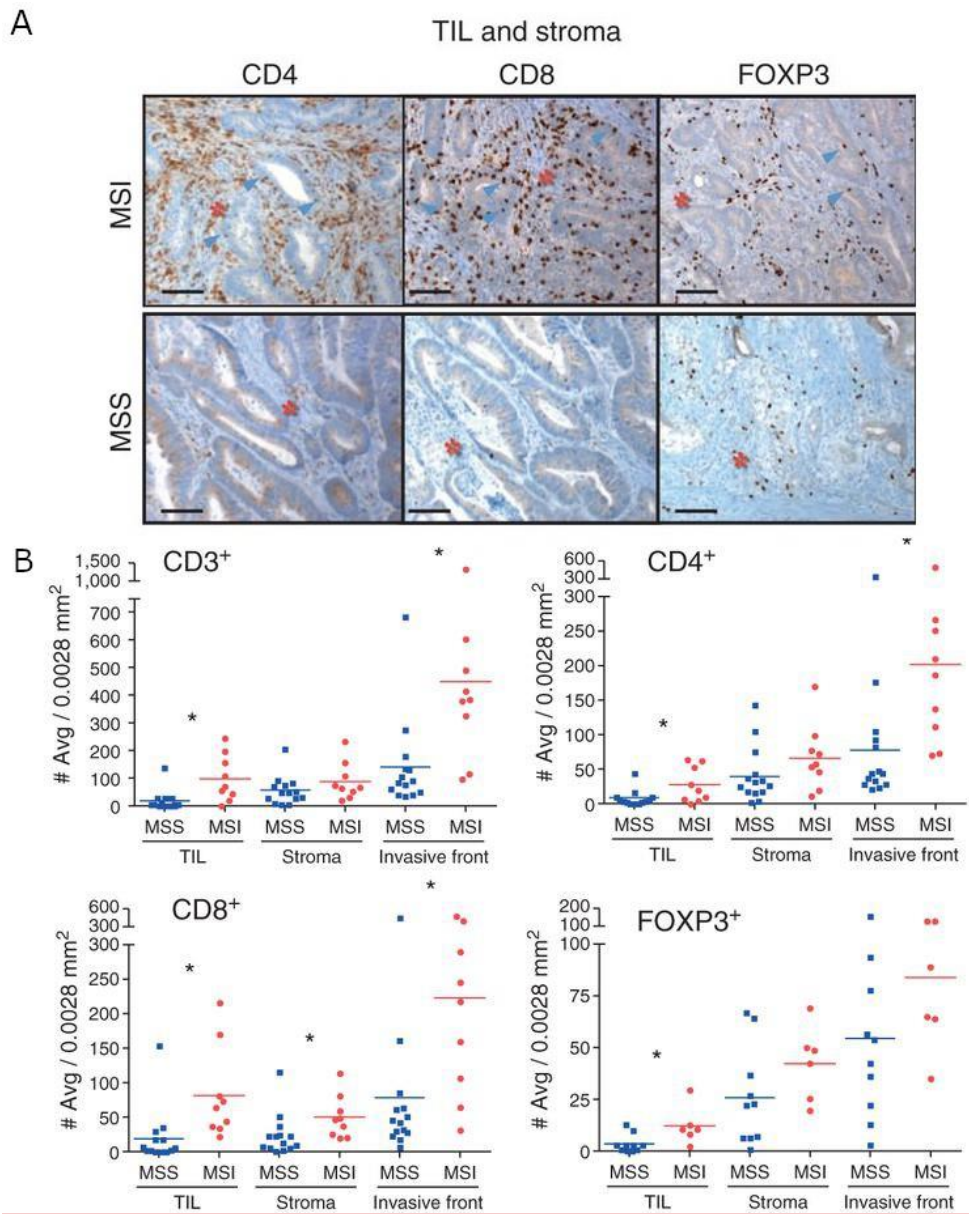 A
TIL and stroma
CD4 CD8 FOXP3
MSI
MSS
B
CD3+
# Avg / 0.0028 mm²
1,500
1,000
700
600
500
400
300
200
100
0
*
*
MSS MSI MSS MSI MSS MSI
TIL Stroma Invasive front
CD4+
# Avg / 0.0028 mm²
600
300
300
250
200
150
100
50
0
*
*
MSS MSI MSS MSI MSS MSI
TIL Stroma Invasive front
CD8+
# Avg / 0.0028 mm²
600
300
300
250
200
150
100
50
0
*
*
*
MSS MSI MSS MSI MSS MSI
TIL Stroma Invasive front
FOXP3+
# Avg / 0.0028 mm²
200
100
100
75
50
25
0
*
MSS MSI MSS MSI MSS MSI
TIL Stroma Invasive front